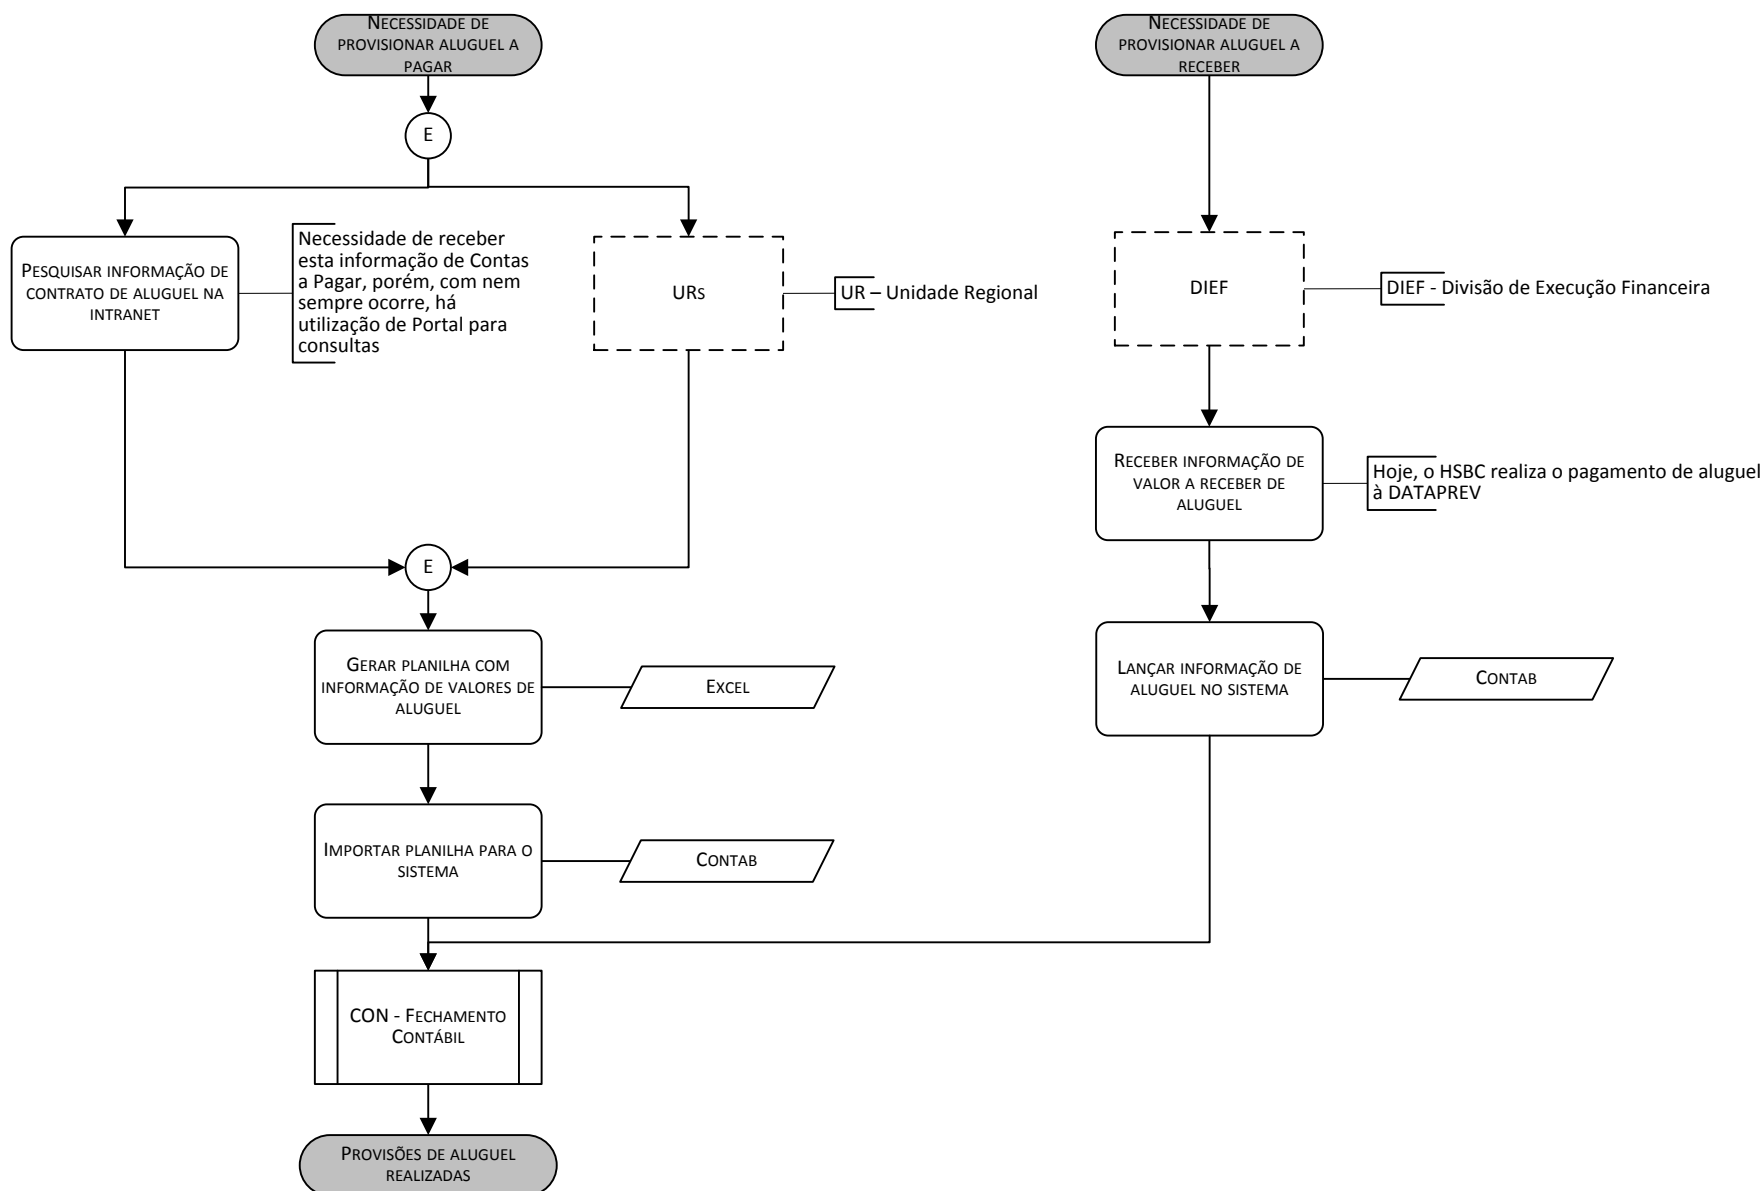 NECESSIDADE DE
PROVISIONAR ALUGUEL A
PAGAR
E
PESQUISAR INFORMAÇÃO DE
CONTRATO DE ALUGUEL NA
INTRANET
Necessidade de receber
esta informação de Contas
a Pagar, porém, com nem
sempre ocorre, há
utilização de Portal para
consultas
URS
UR – Unidade Regional
E
GERAR PLANILHA COM
INFORMAÇÃO DE VALORES DE
ALUGUEL
EXCEL
IMPORTAR PLANILHA PARA O
SISTEMA
CONTAB
NECESSIDADE DE
PROVISIONAR ALUGUEL A
RECEBER
DIEF
DIEF - Divisão de Execução Financeira
RECEBER INFORMAÇÃO DE
VALOR A RECEBER DE
ALUGUEL
Hoje, o HSBC realiza o pagamento de aluguel
à DATAPREV
LANÇAR INFORMAÇÃO DE
ALUGUEL NO SISTEMA
CONTAB
CON - FECHAMENTO
CONTÁBIL
PROVISÕES DE ALUGUEL
REALIZADAS